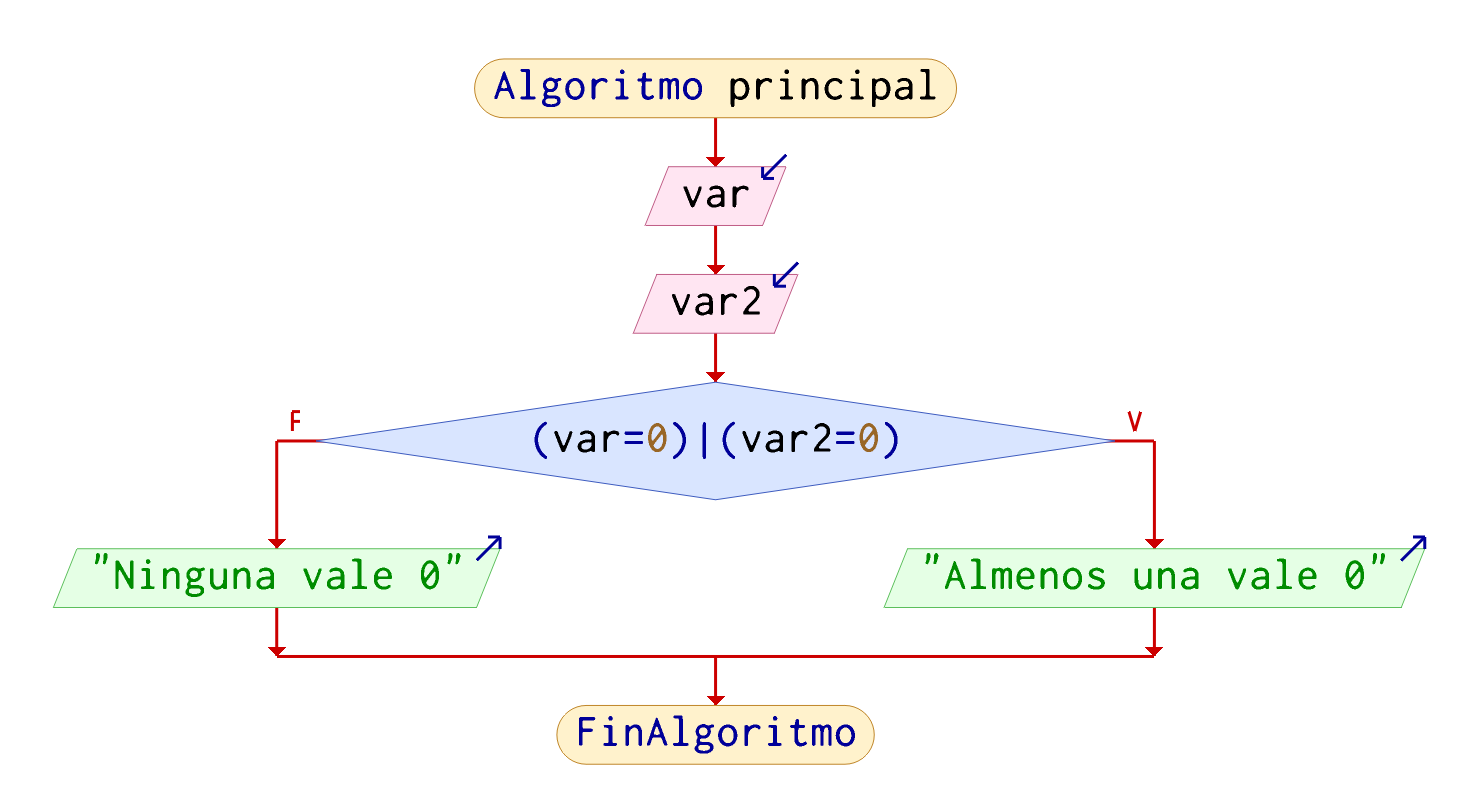 Algoritmo principal
var
var2
F
V
(var=0)|(var2=0)
"Ninguna vale 0"
"Almenos una vale 0"
FinAlgoritmo